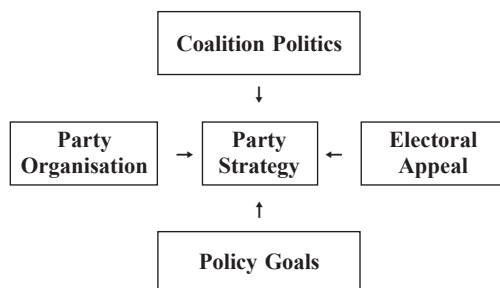 Coalition Politics
Party
Organisation
Party
Strategy
Electoral
Appeal
Policy Goals